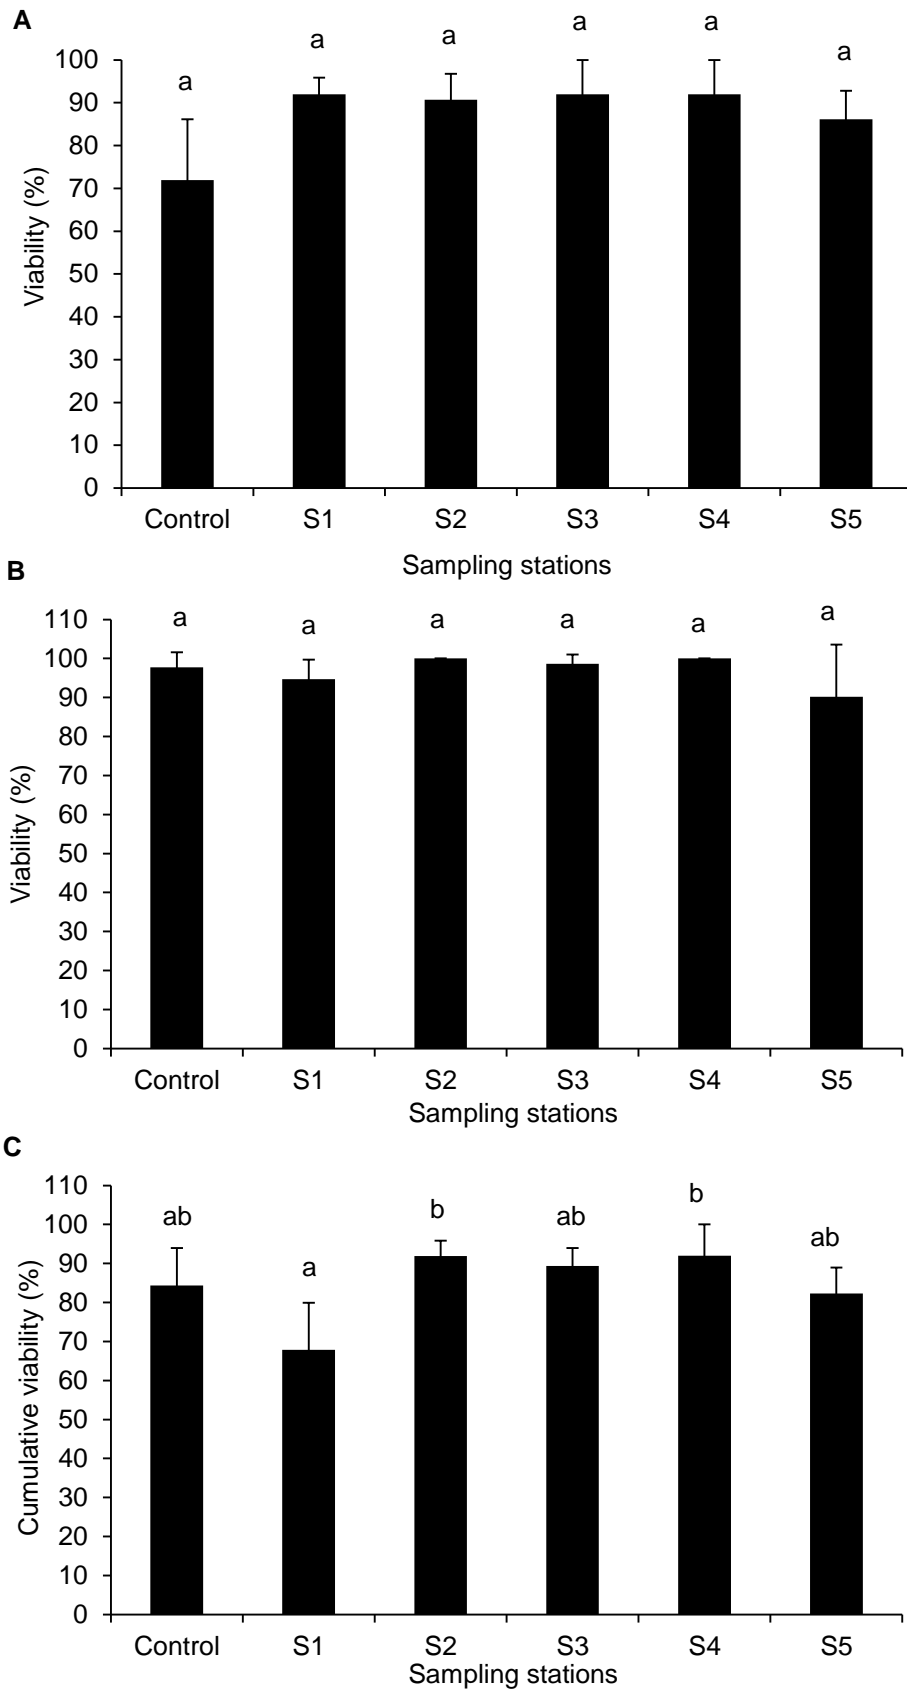 A
a a a a a a
100
90
80
70
60
50
40
30
20
10
0
Viability (%)
Control S1 S2 S3 S4 S5
Sampling stations
B
a a a a a a
110
100
90
80
70
60
50
40
30
20
10
0
Viability (%)
Control S1 S2 S3 S4 S5
Sampling stations
C
ab a b ab b ab
110
100
90
80
70
60
50
40
30
20
10
0
Cumulative viability (%)
Control S1 S2 S3 S4 S5
Sampling stations